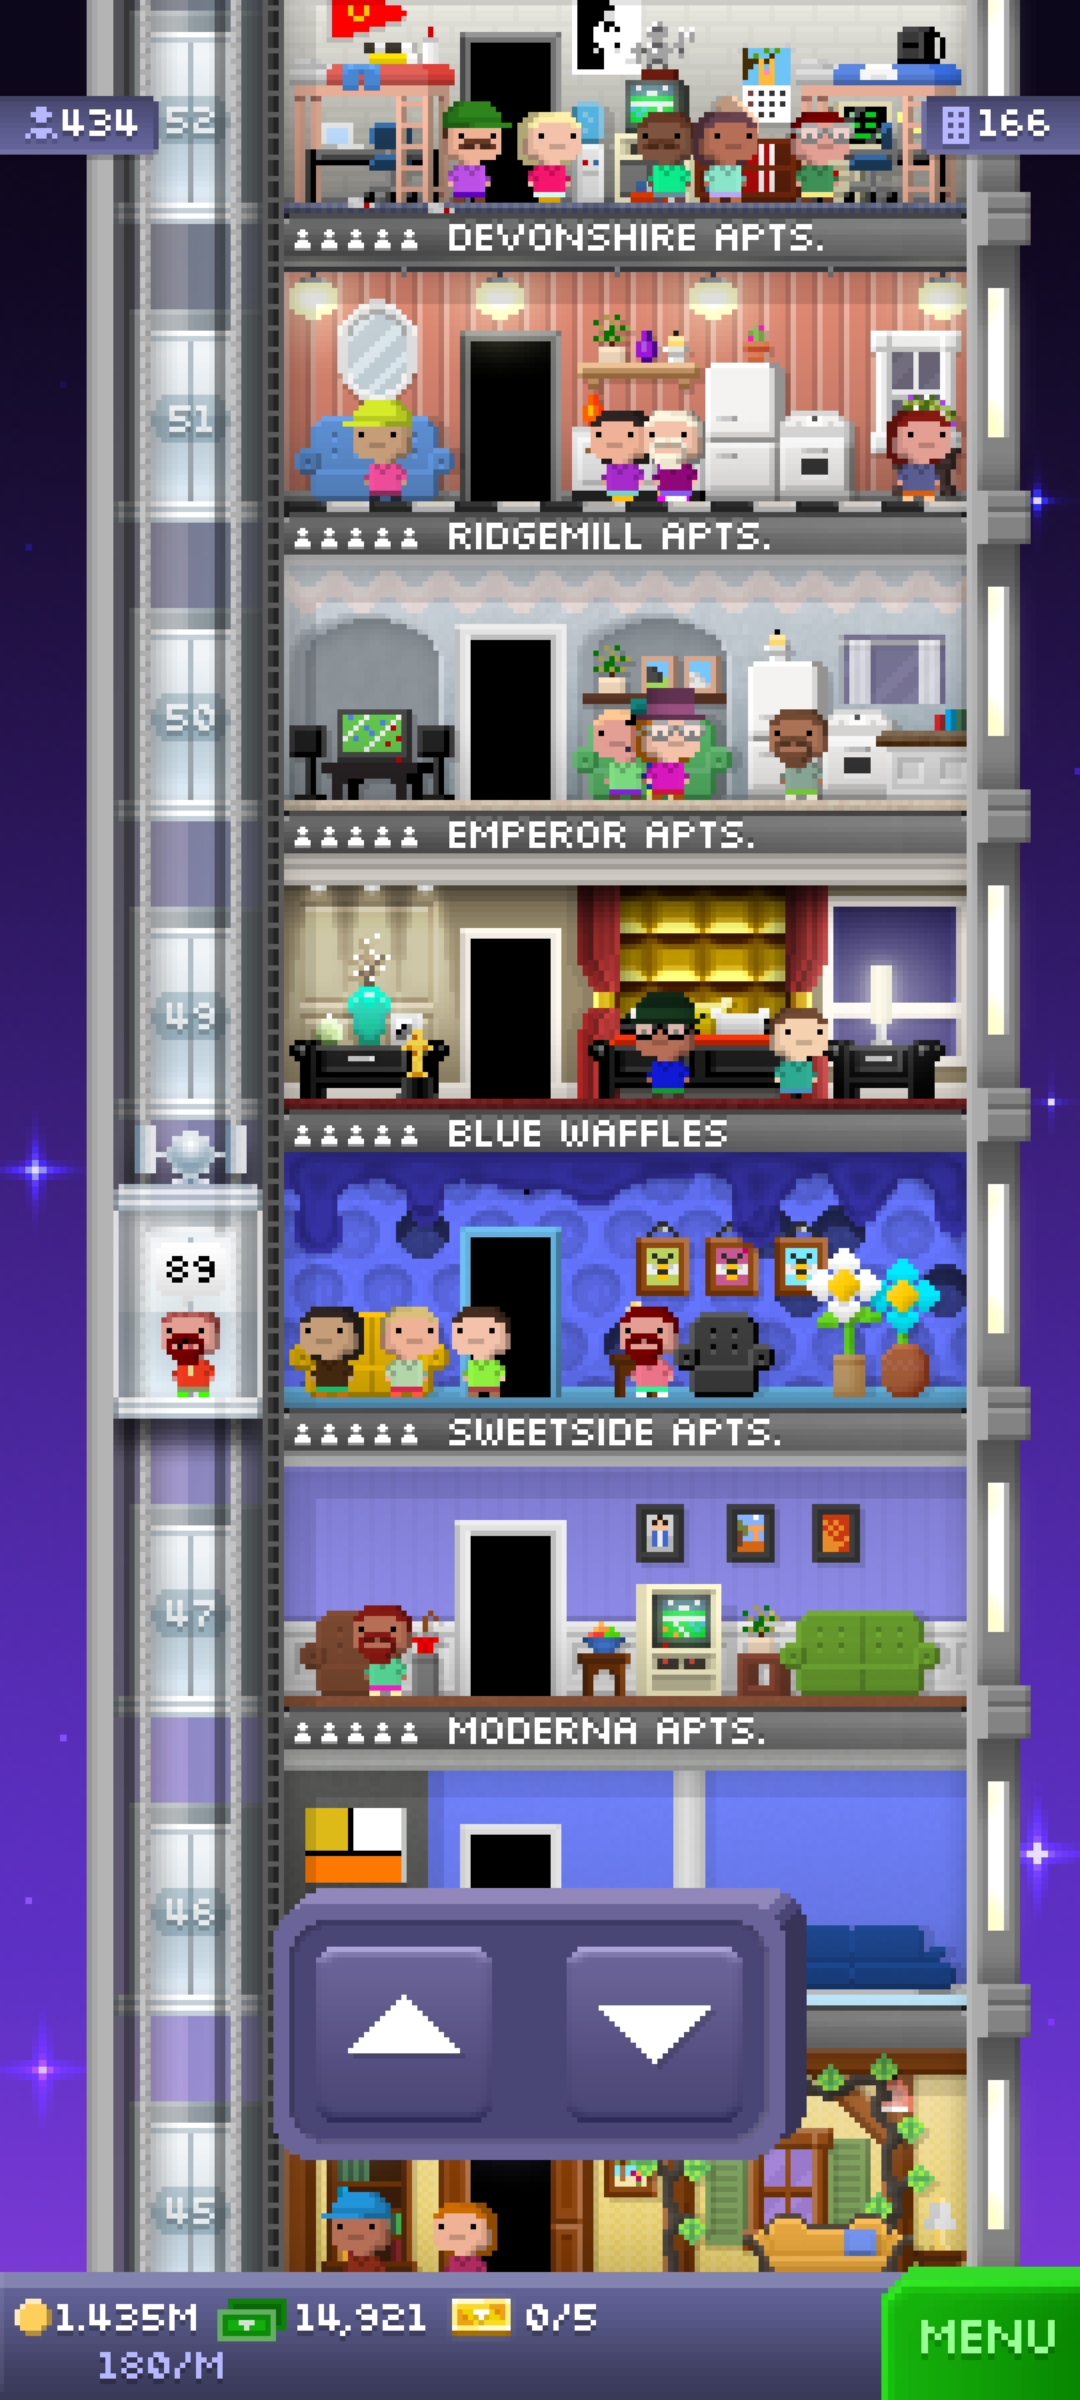 434
52
166
DEVONSHIRE APTS.
51
RIDGEMILL APTS.
50
EMPEROR APTS.
49
BLUE WAFFLES
89
SWEETSIDE APTS.
47
MODERNA APTS.
46
45
1.435M 14,921 0/5
180/M
MENU